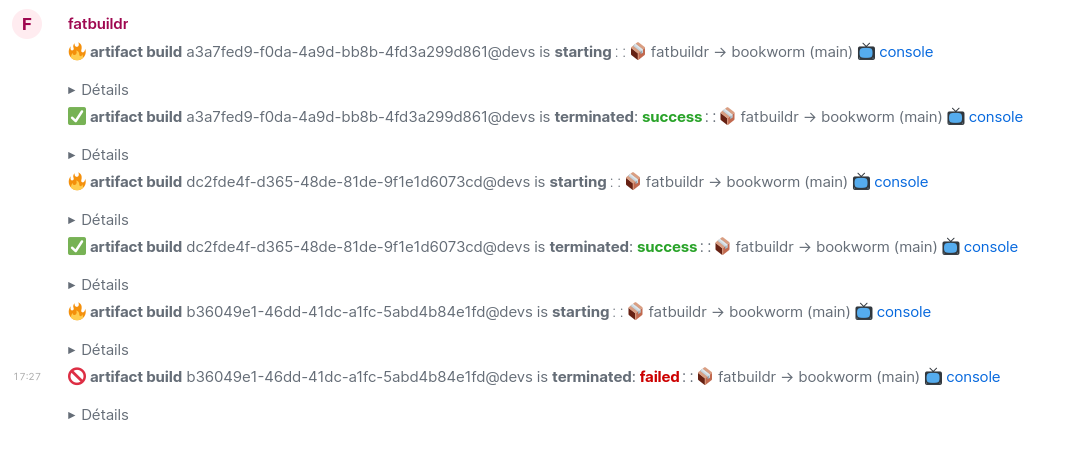 F
fatbuildr
🔥 artifact build a3a7fed9-f0da-4a9d-bb8b-4fd3a299d861@devs is starting :: 📦 fatbuildr → bookworm (main) 📺 console
▸ Détails
✅ artifact build a3a7fed9-f0da-4a9d-bb8b-4fd3a299d861@devs is terminated: success :: 📦 fatbuildr → bookworm (main) 📺 console
▸ Détails
🔥 artifact build dc2fde4f-d365-48de-81de-9f1e1d6073cd@devs is starting :: 📦 fatbuildr → bookworm (main) 📺 console
▸ Détails
✅ artifact build dc2fde4f-d365-48de-81de-9f1e1d6073cd@devs is terminated: success :: 📦 fatbuildr → bookworm (main) 📺 console
▸ Détails
🔥 artifact build b36049e1-46dd-41dc-a1fc-5abd4b84e1fd@devs is starting :: 📦 fatbuildr → bookworm (main) 📺 console
▸ Détails
17:27 🚫 artifact build b36049e1-46dd-41dc-a1fc-5abd4b84e1fd@devs is terminated: failed :: 📦 fatbuildr → bookworm (main) 📺 console
▸ Détails